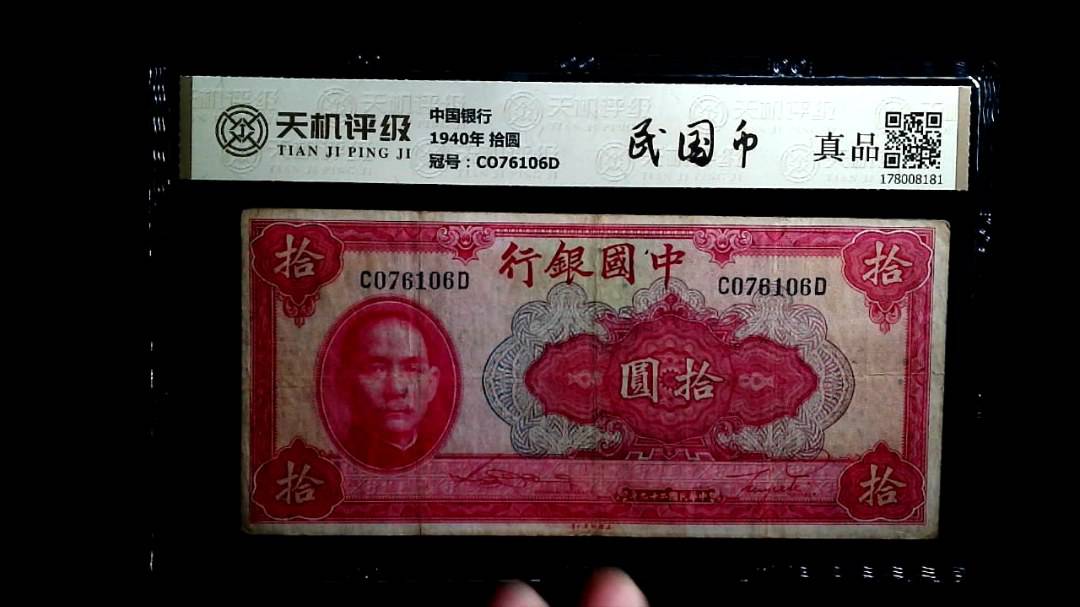 天机评级
TIAN JI PING JI
中国银行
1940年 拾圆
冠号：CO76106D
民国币
真品
178008181
行銀國中
拾
拾
C076106D
C076106D
圓拾
拾
拾